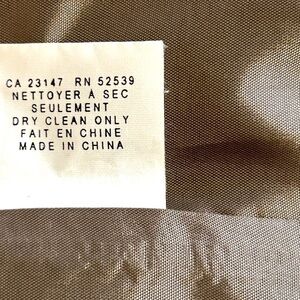 CA 23147 RN 52539
NETTOYER À SEC
SEULEMENT
DRY CLEAN ONLY
FAIT EN CHINE
MADE IN CHINA